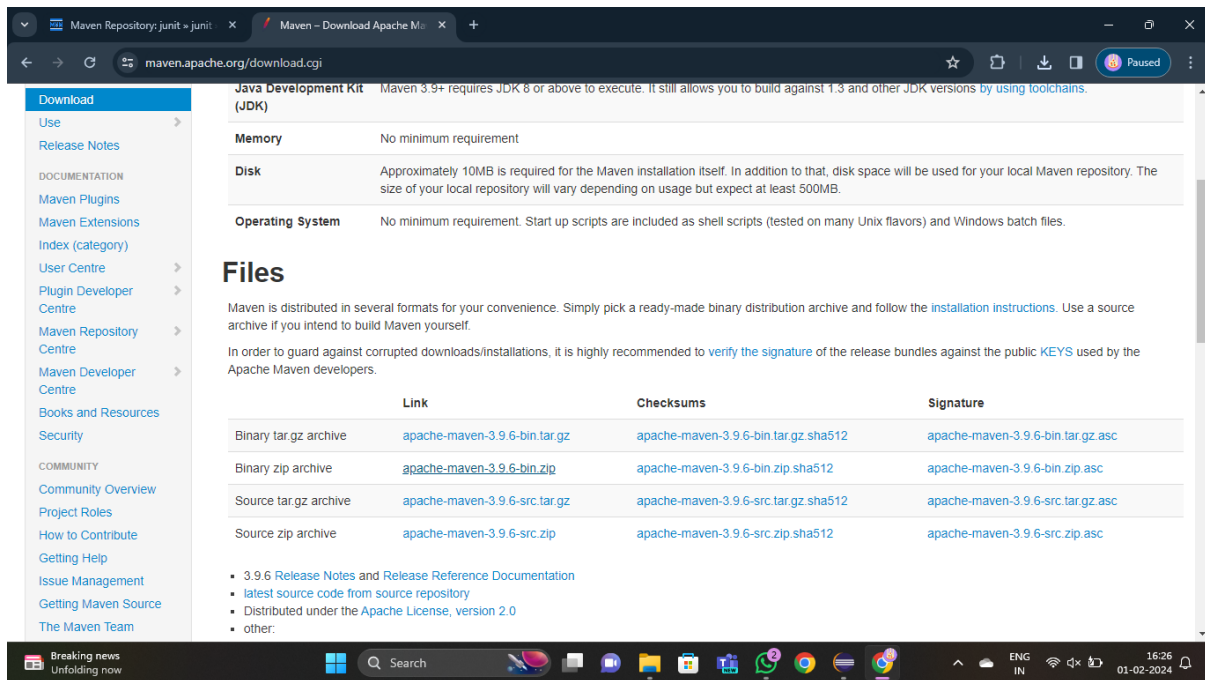 Maven Repository: junit » junit
Maven – Download Apache Ma
maven.apache.org/download.cgi
Paused
Download
Use
Release Notes
DOCUMENTATION
Maven Plugins
Maven Extensions
Index (category)
User Centre
Plugin Developer
Centre
Maven Repository
Centre
Maven Developer
Centre
Books and Resources
Security
COMMUNITY
Community Overview
Project Roles
How to Contribute
Getting Help
Issue Management
Getting Maven Source
The Maven Team
Java Development Kit Maven 3.9+ requires JDK 8 or above to execute. It still allows you to build against 1.3 and other JDK versions by using toolchains.
(JDK)
Memory No minimum requirement
Disk Approximately 10MB is required for the Maven installation itself. In addition to that, disk space will be used for your local Maven repository. The
size of your local repository will vary depending on usage but expect at least 500MB.
Operating System No minimum requirement. Start up scripts are included as shell scripts (tested on many Unix flavors) and Windows batch files.
Files
Maven is distributed in several formats for your convenience. Simply pick a ready-made binary distribution archive and follow the installation instructions. Use a source
archive if you intend to build Maven yourself.
In order to guard against corrupted downloads/installations, it is highly recommended to verify the signature of the release bundles against the public KEYS used by the
Apache Maven developers.
Link Checksums Signature
Binary tar.gz archive apache-maven-3.9.6-bin.tar.gz apache-maven-3.9.6-bin.tar.gz.sha512 apache-maven-3.9.6-bin.tar.gz.asc
Binary zip archive apache-maven-3.9.6-bin.zip apache-maven-3.9.6-bin.zip.sha512 apache-maven-3.9.6-bin.zip.asc
Source tar.gz archive apache-maven-3.9.6-src.tar.gz apache-maven-3.9.6-src.tar.gz.sha512 apache-maven-3.9.6-src.tar.gz.asc
Source zip archive apache-maven-3.9.6-src.zip apache-maven-3.9.6-src.zip.sha512 apache-maven-3.9.6-src.zip.asc
3.9.6 Release Notes and Release Reference Documentation
latest source code from source repository
Distributed under the Apache License, version 2.0
other:
Breaking news
Unfolding now
Search
2
ENG
IN
16:26
01-02-2024